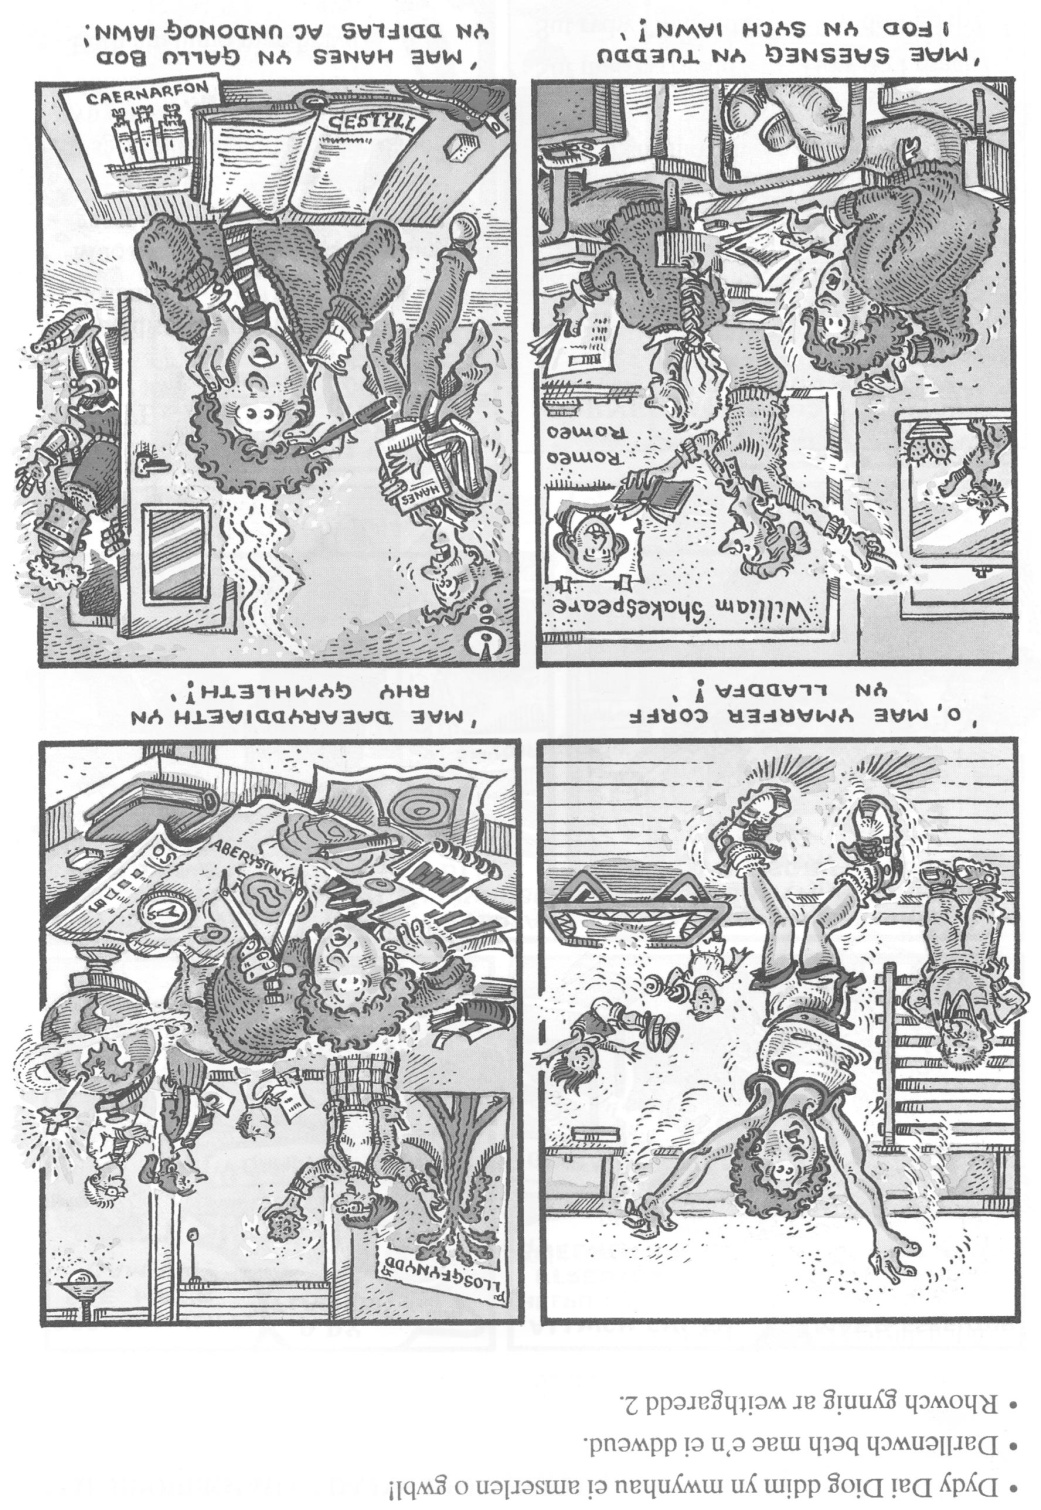 • Dydy Dai Diog ddim yn mwynhau ei amserlen o gwbl!
• Darllenwch beth mae e'n ei ddweud.
• Rhowch gynnig ar weithgaredd 2.
'O, MAE YMARFER CORFF
YN LLADDFA!'
LLOSGFYNYDD
ABERYSTWYT
OS
'MAE DAEARYDDIAETH YN
RHY GYMHLETH!'
William Shakespeare
Romeo
Romeo
'MAE SAESNEG YN TUEDDU
I FOD YN SYCH IAWN!'
HANES
CESTYLL
CAERNARFON
'MAE HANES YN GALLU BOD
YN DDIFLAS AC UNDONOG IAWN.'